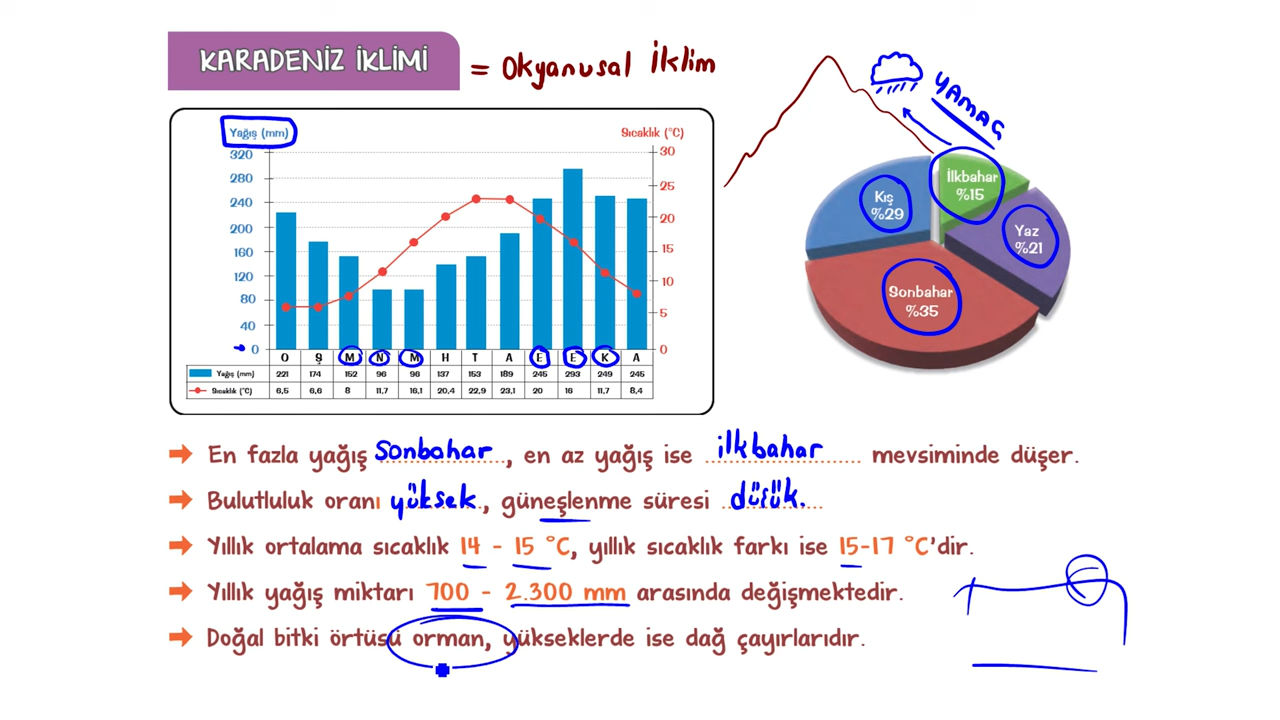 KARADENİZ İKLİMİ = Okyanusal İklim
YAMAÇ
Yağış (mm) Sıcaklık (°C)
320 30
280 25
240 20
200 15
160 10
120 5
80 0
40
0
O Ş M N M H T A E E K A
Yağış (mm) 221 174 152 96 96 137 153 189 245 293 249 245
Sıcaklık (°C) 6,5 6,6 8 11,7 16,1 20,4 22,9 23,1 20 16 11,7 8,4
Kış
%29
İlkbahar
%15
Yaz
%21
Sonbahar
%35
En fazla yağış sonbahar, en az yağış ise ilkbahar mevsiminde düşer.
Bulutluluk oranı yüksek, güneşlenme süresi düşük.
Yıllık ortalama sıcaklık 14 - 15 °C, yıllık sıcaklık farkı ise 15-17 °C'dir.
Yıllık yağış miktarı 700 - 2.300 mm arasında değişmektedir.
Doğal bitki örtüsü orman, yükseklerde ise dağ çayırlarıdır.